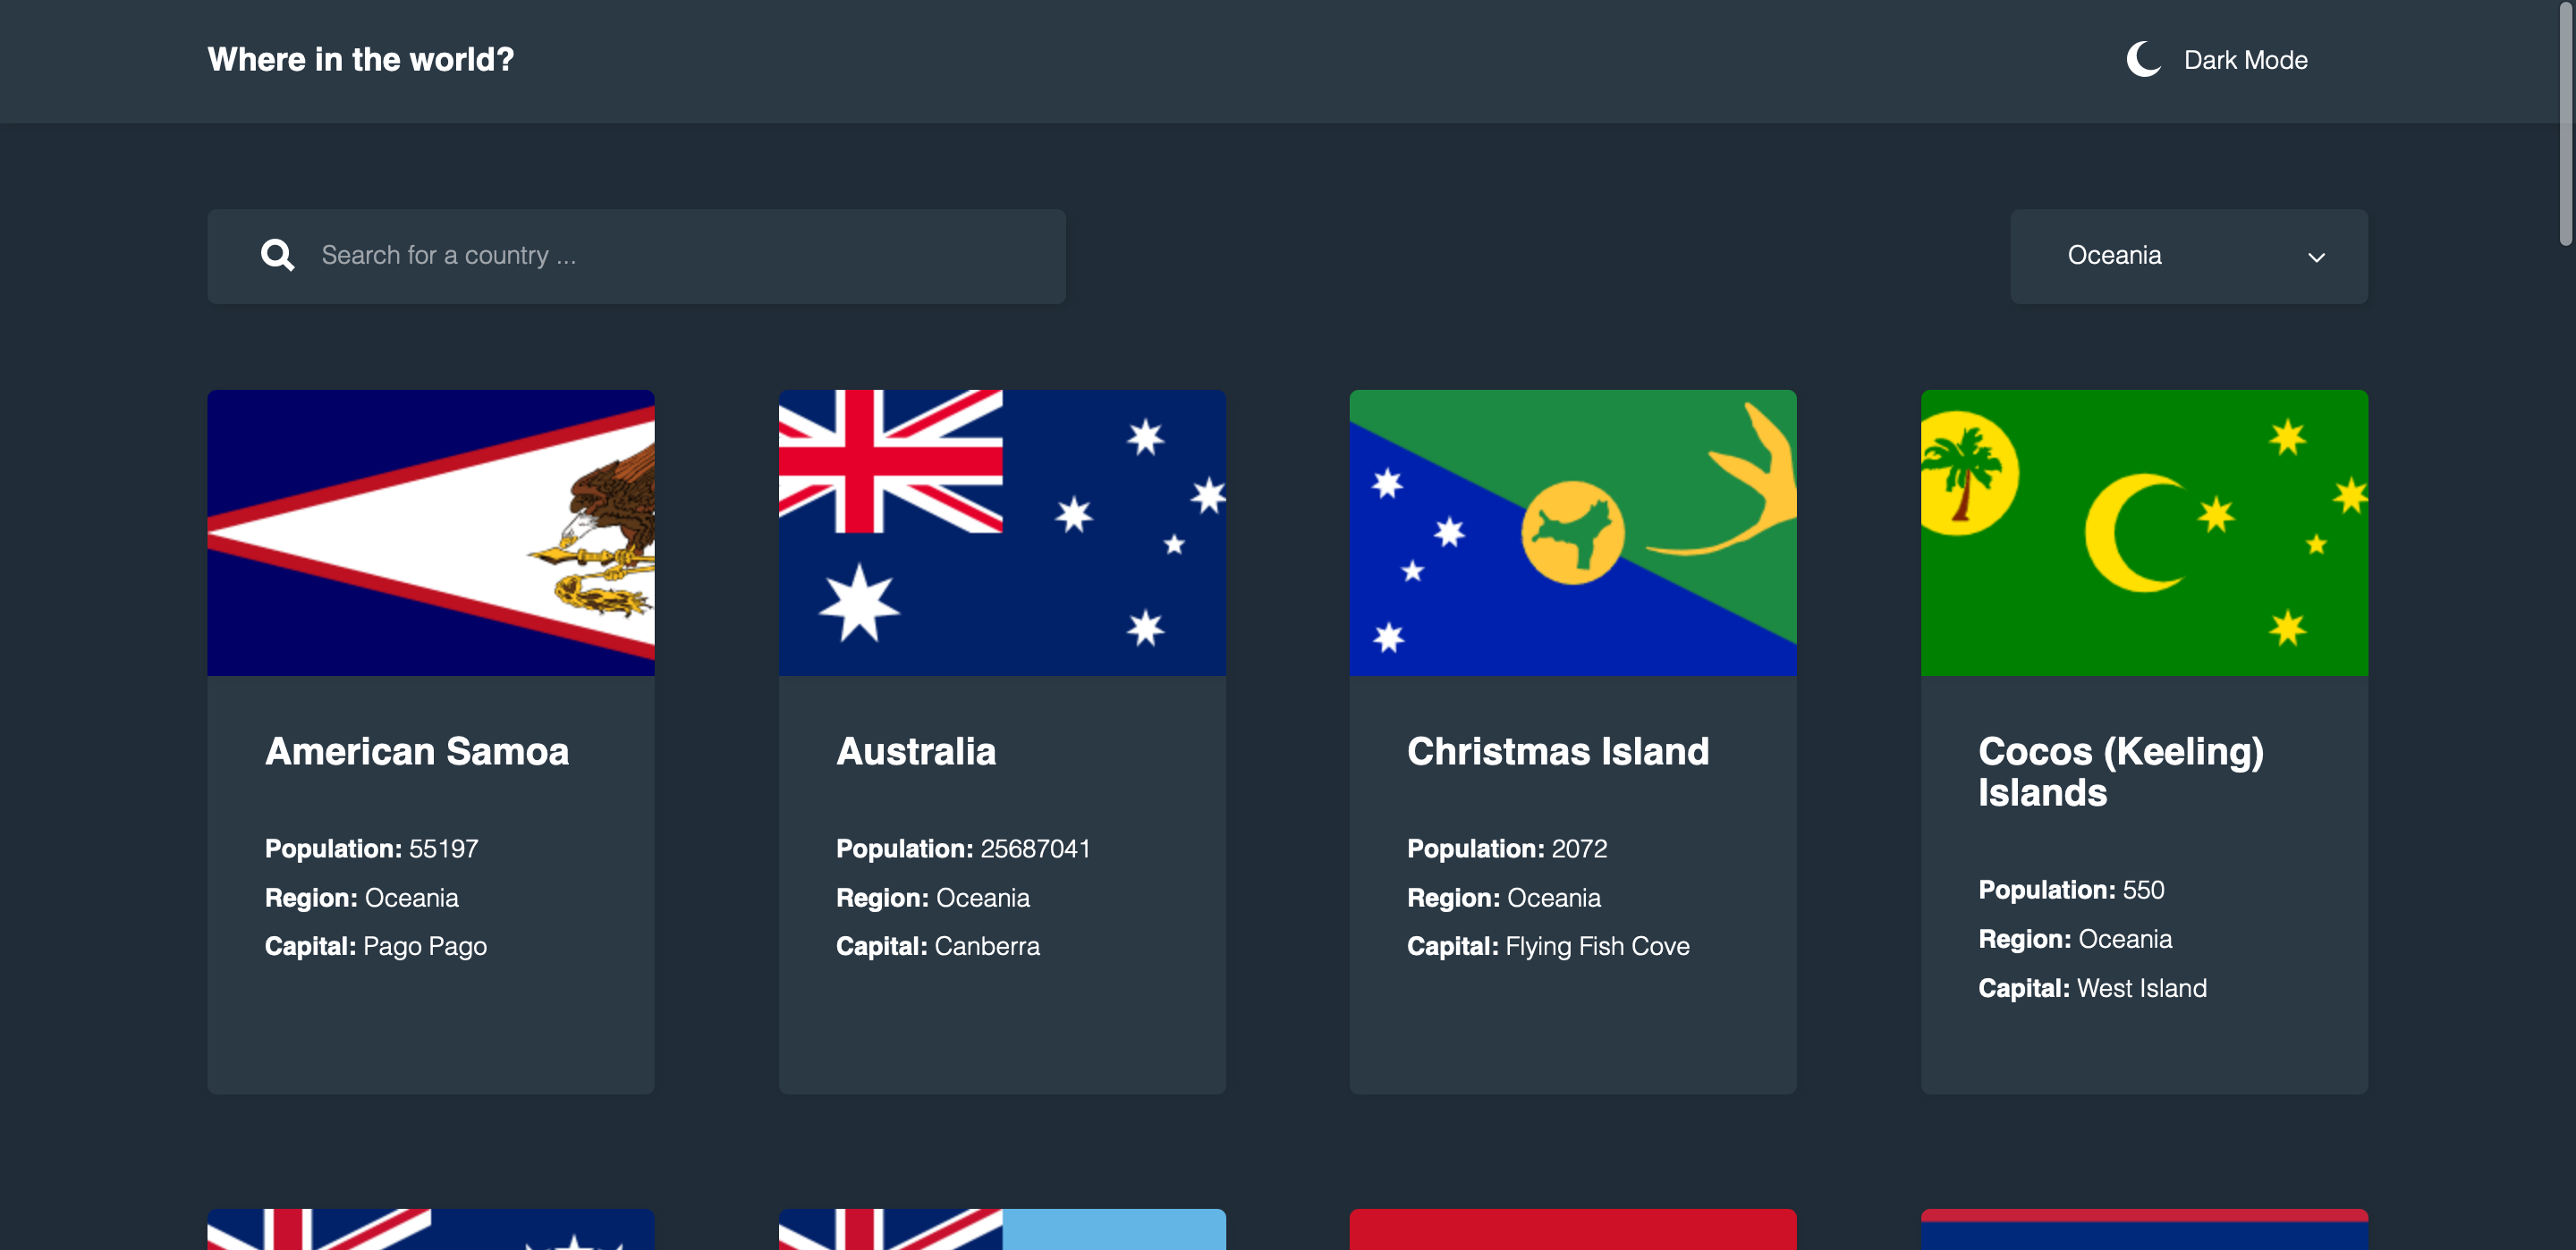 Where in the world?
Dark Mode
Search for a country ...
Oceania
American Samoa
Population: 55197
Region: Oceania
Capital: Pago Pago
Australia
Population: 25687041
Region: Oceania
Capital: Canberra
Christmas Island
Population: 2072
Region: Oceania
Capital: Flying Fish Cove
Cocos (Keeling)
Islands
Population: 550
Region: Oceania
Capital: West Island